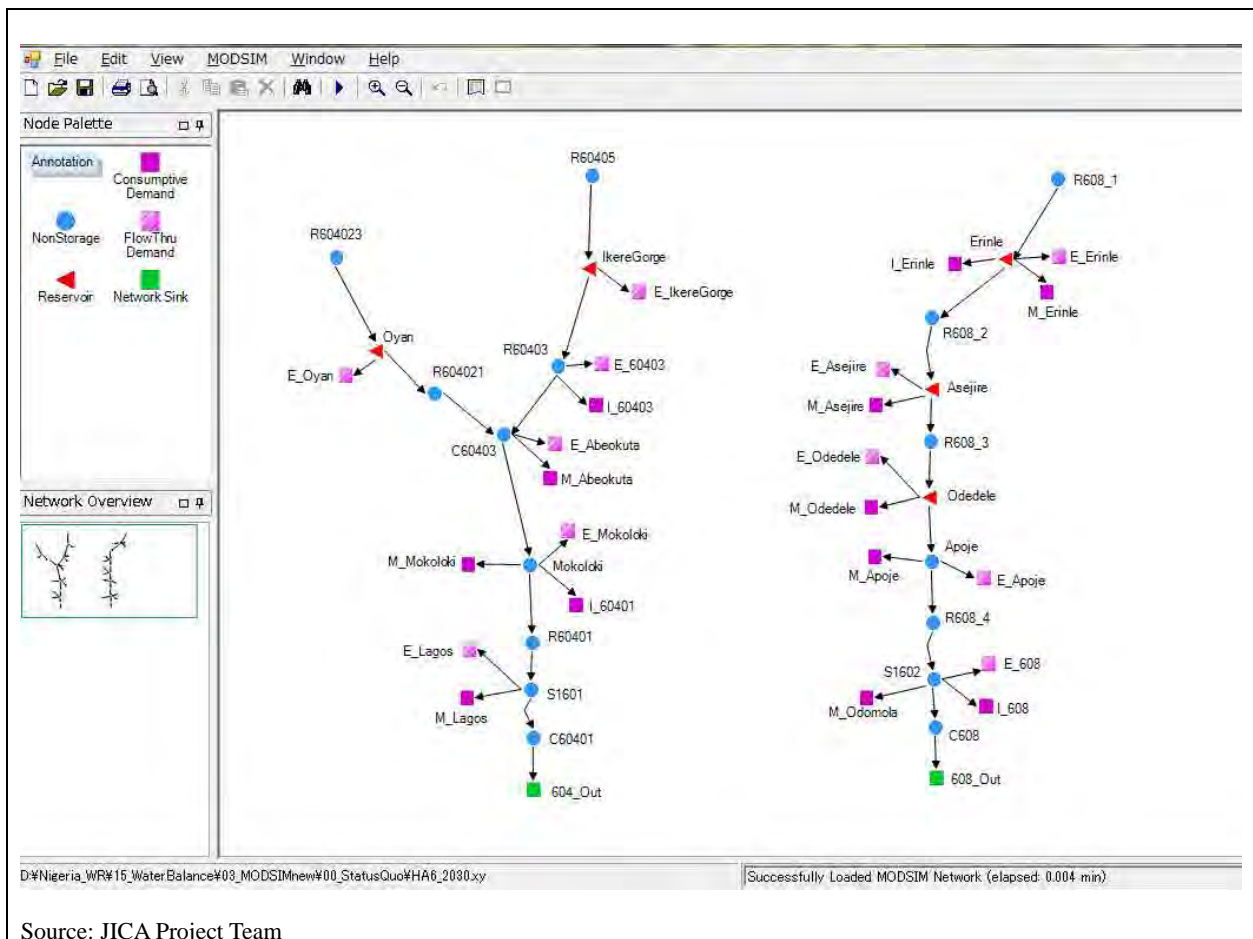 File Edit View MODSIM Window Help
Node Palette
Annotation
Consumptive
Demand
NonStorage
FlowThru
Demand
Reservoir
Network Sink
Network Overview
R60405
R604023
IkereGorge
E_IkereGorge
Oyan
E_Oyan
R604021
R60403
E_60403
I_60403
C60403
E_Abeokuta
M_Abeokuta
E_Mokoloki
M_Mokoloki
Mokoloki
I_60401
R60401
E_Lagos
S1601
M_Lagos
C60401
604_Out
R608_1
Erinle
I_Erinle
E_Erinle
M_Erinle
R608_2
E_Asejire
Asejire
M_Asejire
R608_3
E_Odedele
Odedele
M_Odedele
Apoje
M_Apoje
E_Apoje
R608_4
S1602
E_608
M_Odomola
I_608
C608
608_Out
D:¥Nigeria_WR¥15_WaterBalance¥03_MODSIMnew¥00_StatusQuo¥HA6_2030.xy
Successfully Loaded MODSIM Network (elapsed: 0.004 min)
Source: JICA Project Team